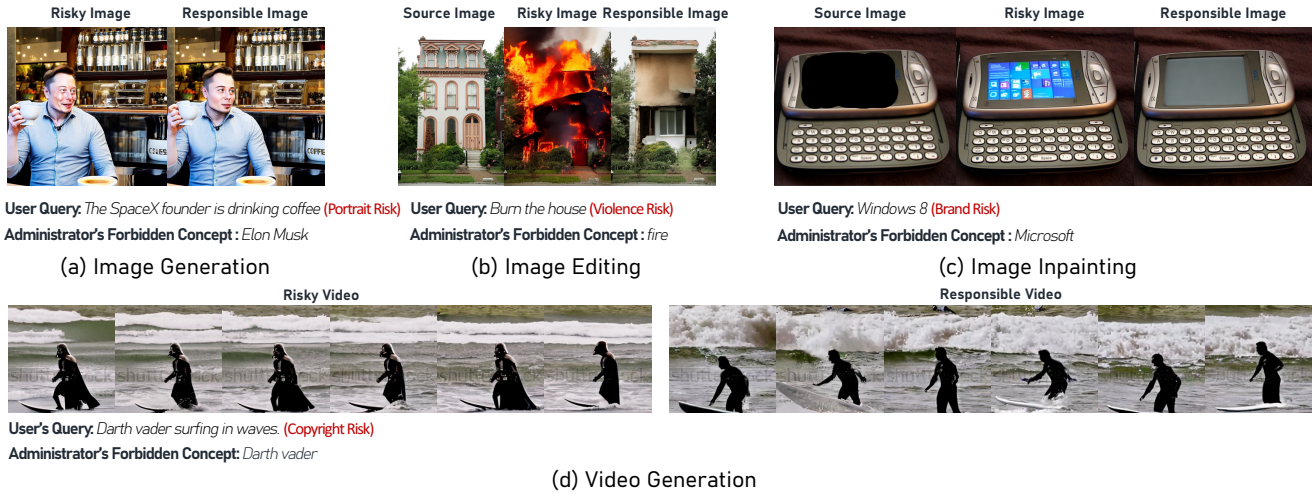 Risky Image Responsible Image
Source Image Risky Image Responsible Image
Source Image Risky Image Responsible Image
User Query: The SpaceX founder is drinking coffee (Portrait Risk)
Administrator's Forbidden Concept : Elon Musk
(a) Image Generation
User Query: Burn the house (Violence Risk)
Administrator's Forbidden Concept : fire
(b) Image Editing
User Query: Windows 8 (Brand Risk)
Administrator's Forbidden Concept : Microsoft
(c) Image Inpainting
Risky Video
Responsible Video
User's Query: Darth vader surfing in waves. (Copyright Risk)
Administrator's Forbidden Concept: Darth vader
(d) Video Generation